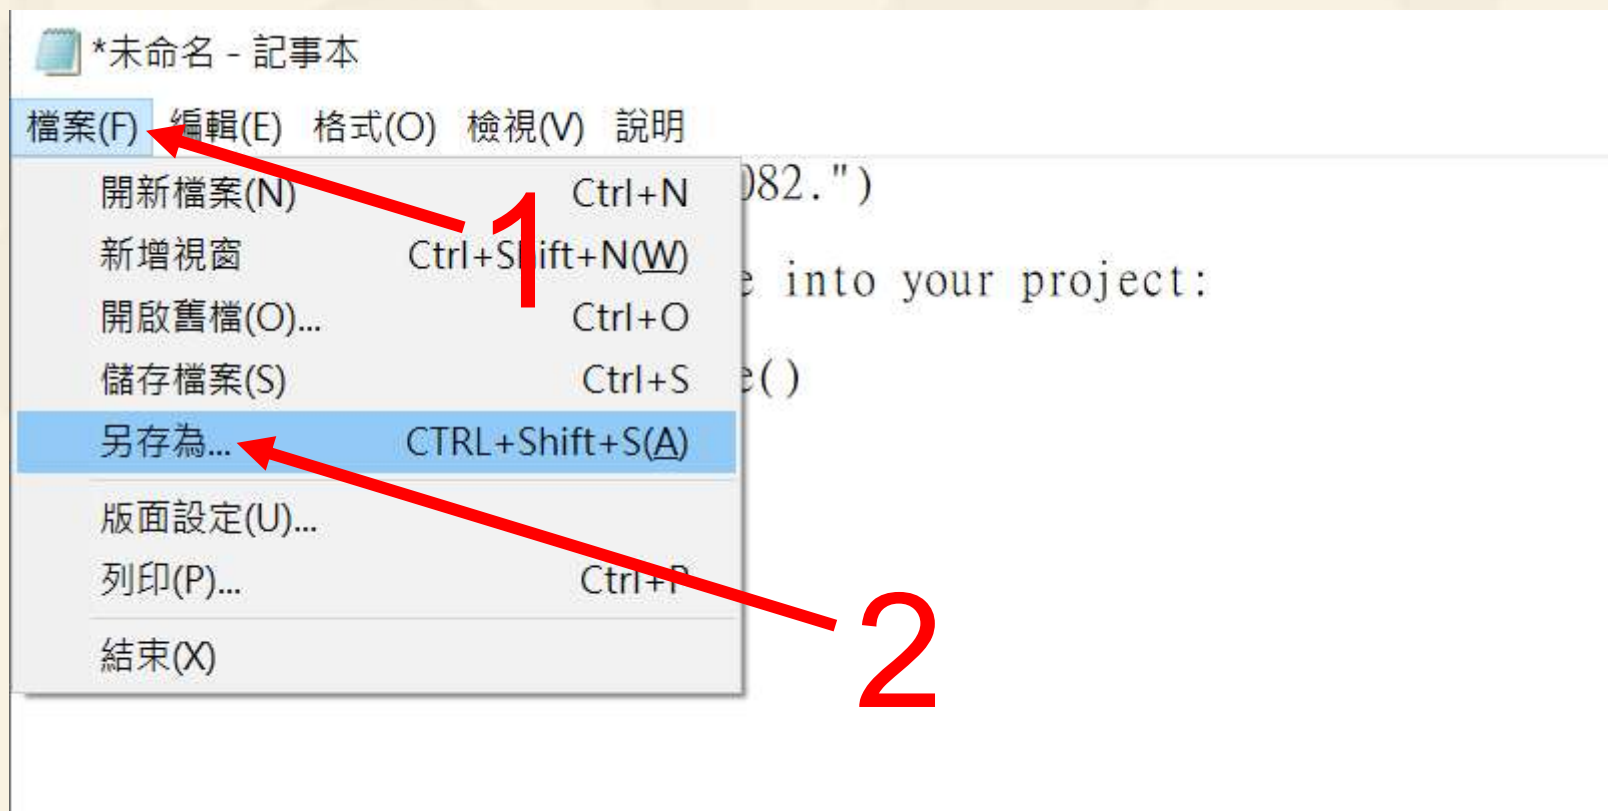 *未命名 - 記事本
檔案(F) 編輯(E) 格式(O) 檢視(V) 說明
開新檔案(N) Ctrl+N
新增視窗 Ctrl+Shift+N(W)
開啟舊檔(O)... Ctrl+O
儲存檔案(S) Ctrl+S
另存為... CTRL+Shift+S(A)
版面設定(U)...
列印(P)... Ctrl+P
結束(X)
082.")
into your project:
()
1
2